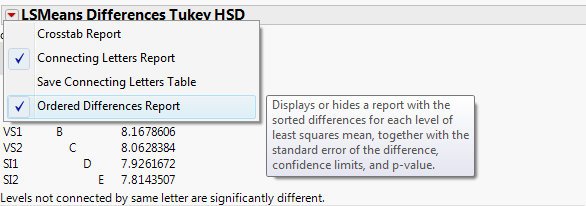 LSMeans Differences Tukey HSD
Crosstab Report
Connecting Letters Report
Save Connecting Letters Table
Ordered Differences Report
Displays or hides a report with the
sorted differences for each level of
least squares mean, together with the
standard error of the difference,
confidence limits, and p-value.
VS1 B 8.1678606
VS2 C 8.0628384
SI1 D 7.9261672
SI2 E 7.8143507
Levels not connected by same letter are significantly different.